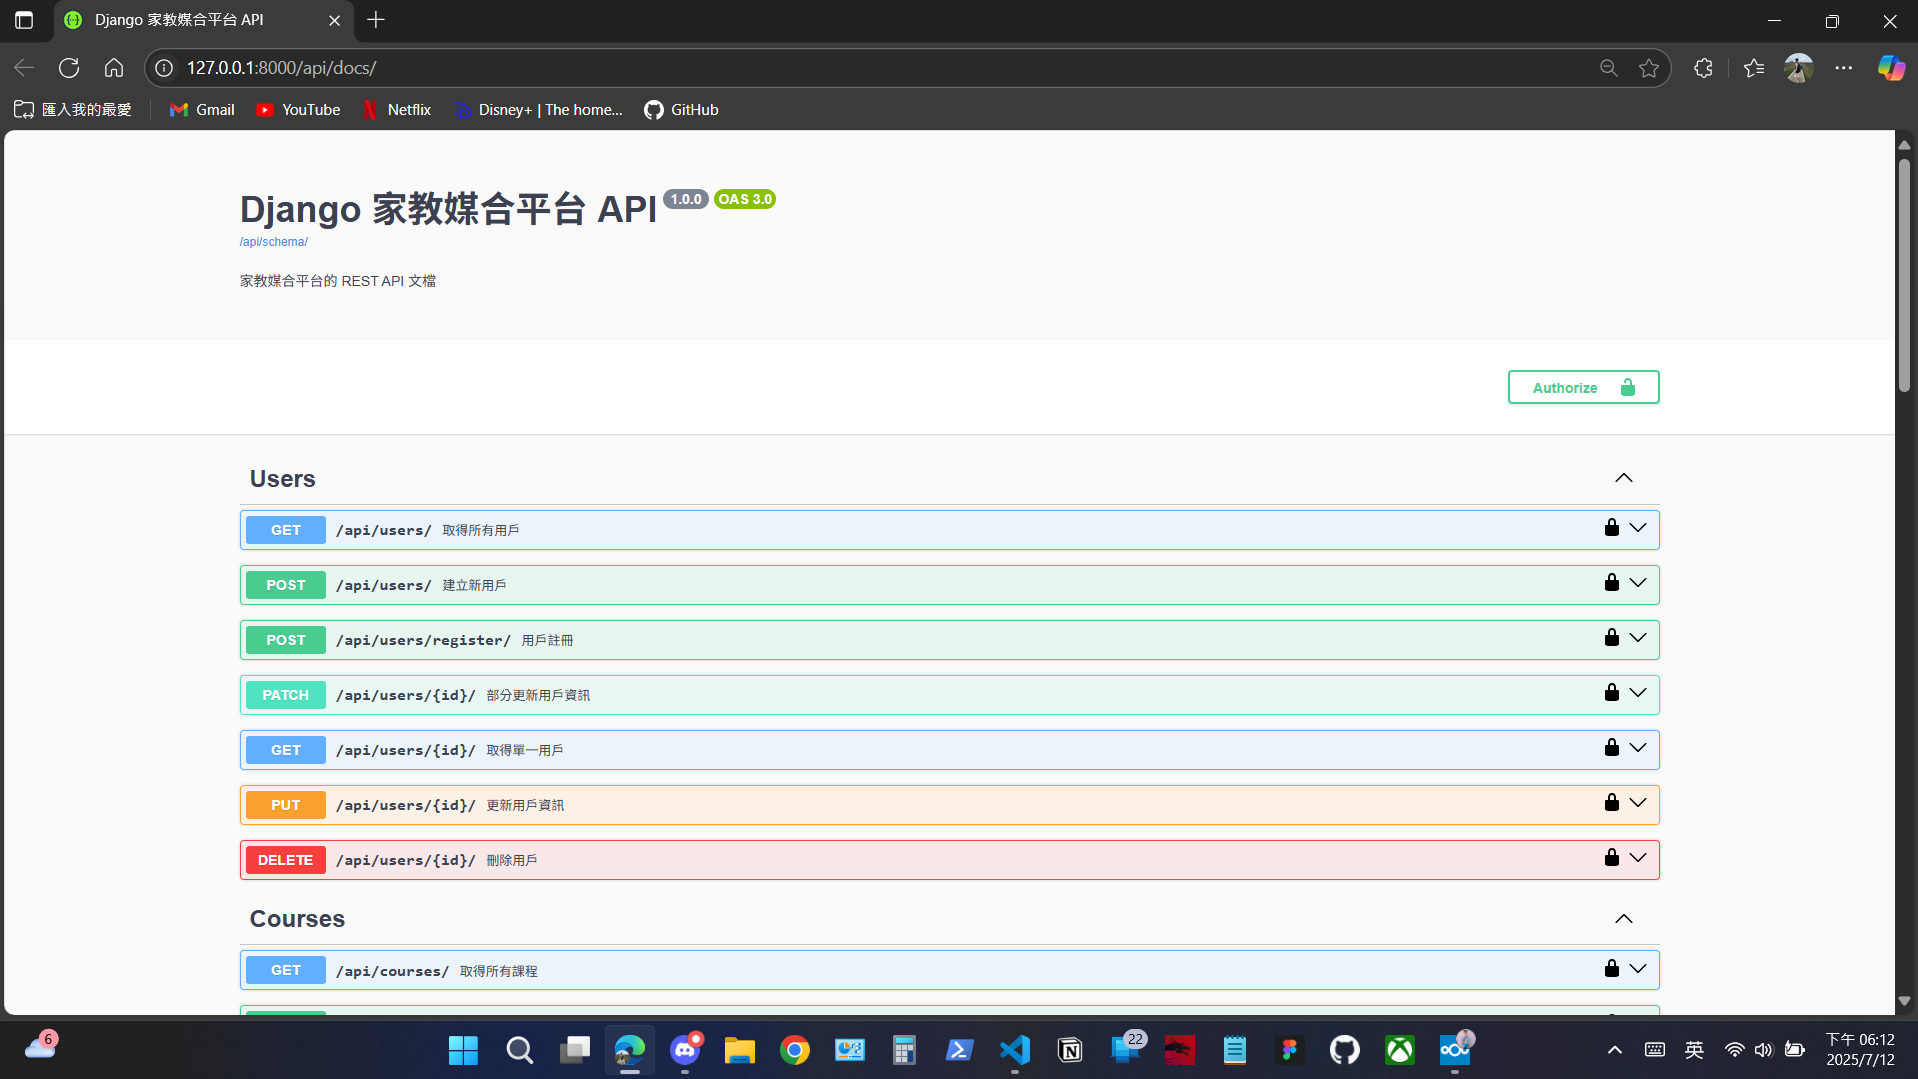 Django 家教媒合平台 API
127.0.0.1:8000/api/docs/
匯入我的最愛
Gmail
YouTube
Netflix
Disney+ | The home...
GitHub
Django 家教媒合平台 API 1.0.0 OAS 3.0
/api/schema/
家教媒合平台的 REST API 文檔
Authorize
Users
GET /api/users/ 取得所有用戶
POST /api/users/ 建立新用戶
POST /api/users/register/ 用戶註冊
PATCH /api/users/{id}/ 部分更新用戶資訊
GET /api/users/{id}/ 取得單一用戶
PUT /api/users/{id}/ 更新用戶資訊
DELETE /api/users/{id}/ 刪除用戶
Courses
GET /api/courses/ 取得所有課程
6
22
英
下午 06:12
2025/7/12